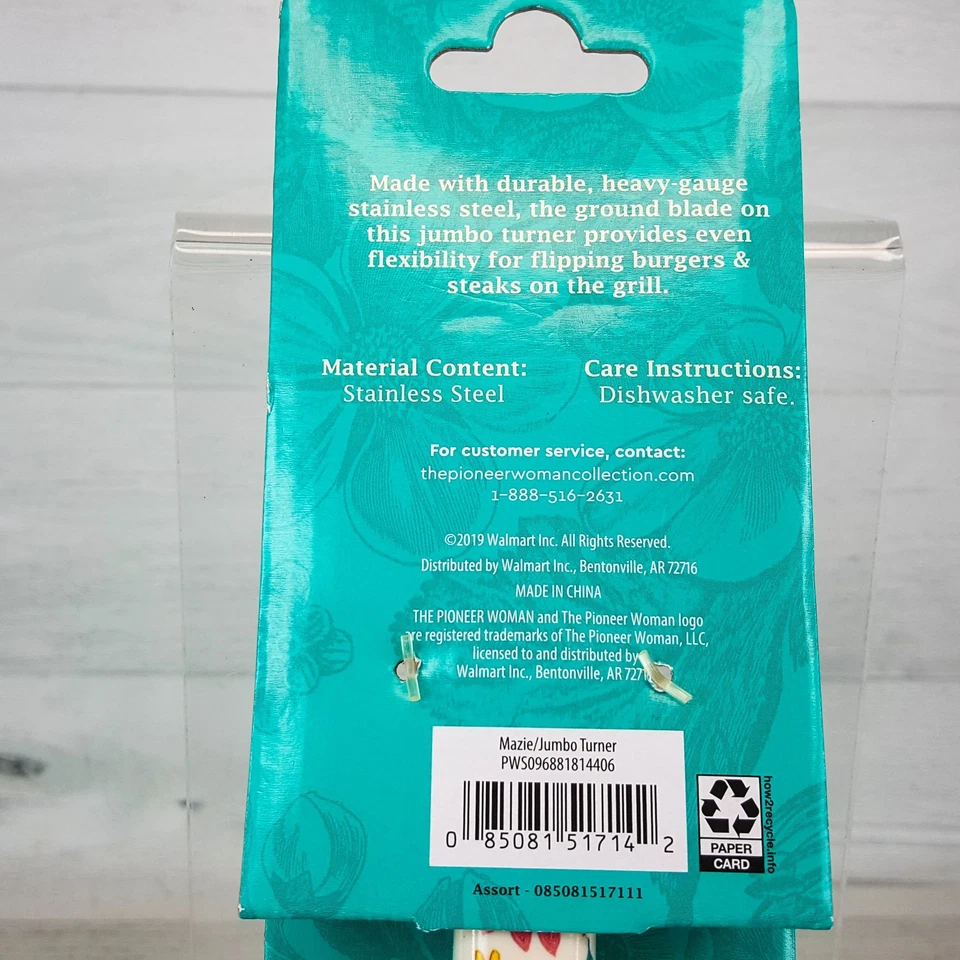 Made with durable, heavy-gauge
stainless steel, the ground blade on
this jumbo turner provides even
flexibility for flipping burgers &
steaks on the grill.
Material Content:
Stainless Steel
Care Instructions:
Dishwasher safe.
For customer service, contact:
thepioneerwomancollection.com
1-888-516-2631
©2019 Walmart Inc. All Rights Reserved.
Distributed by Walmart Inc., Bentonville, AR 72716
MADE IN CHINA
THE PIONEER WOMAN and The Pioneer Woman logo
are registered trademarks of The Pioneer Woman, LLC,
licensed to and distributed by
Walmart Inc., Bentonville, AR
Mazie/Jumbo Turner
PWS096881814406
0 85081 51714 2
how2recycle.info
PAPER
CARD
Assort - 085081517111